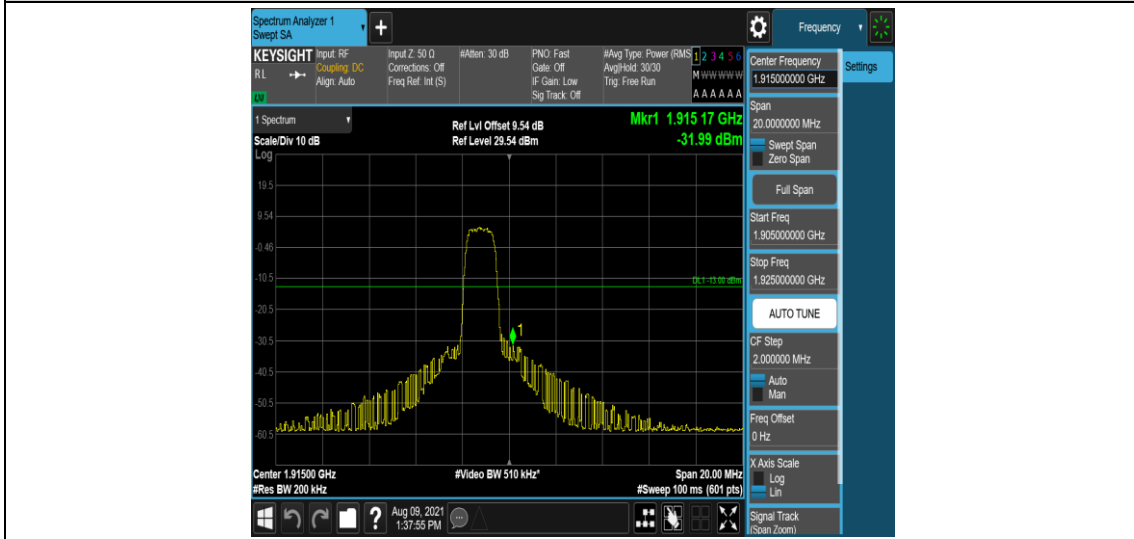 Spectrum Analyzer 1
Swept SA
+
Frequency
KEYSIGHT
RL
Input: RF
Coupling: DC
Align: Auto
Input Z: 50 Ω
Corrections: Off
Freq Ref: Int (S)
#Atten: 30 dB
PNO: Fast
Gate: Off
IF Gain: Low
Sig Track: Off
#Avg Type: Power (RMS
Avg|Hold: 30/30
Trig: Free Run
1 2 3 4 5 6
M W W W W W
A A A A A A
1 Spectrum
Scale/Div 10 dB
Ref Lvl Offset 9.54 dB
Ref Level 29.54 dBm
Mkr1 1.915 17 GHz
-31.99 dBm
Log
19.5
9.54
-0.46
-10.5
-20.5
-30.5
-40.5
-50.5
-60.5
DL1 -13.00 dBm
1
Center 1.91500 GHz
#Res BW 200 kHz
#Video BW 510 kHz*
Span 20.00 MHz
#Sweep 100 ms (601 pts)
?
Aug 09, 2021
1:37:55 PM
Center Frequency
1.915000000 GHz
Settings
Span
20.0000000 MHz
Swept Span
Zero Span
Full Span
Start Freq
1.905000000 GHz
Stop Freq
1.925000000 GHz
AUTO TUNE
CF Step
2.000000 MHz
Auto
Man
Freq Offset
0 Hz
X Axis Scale
Log
Lin
Signal Track
(Span Zoom)